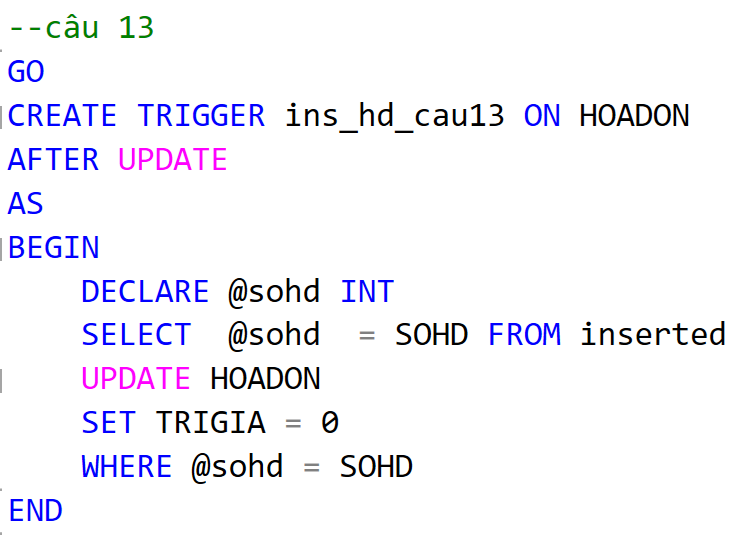 --câu 13
GO
CREATE TRIGGER ins_hd_cau13 ON HOADON
AFTER UPDATE
AS
BEGIN
    DECLARE @sohd INT
    SELECT  @sohd  = SOHD FROM inserted
    UPDATE HOADON
    SET TRIGIA = 0
    WHERE @sohd = SOHD
END